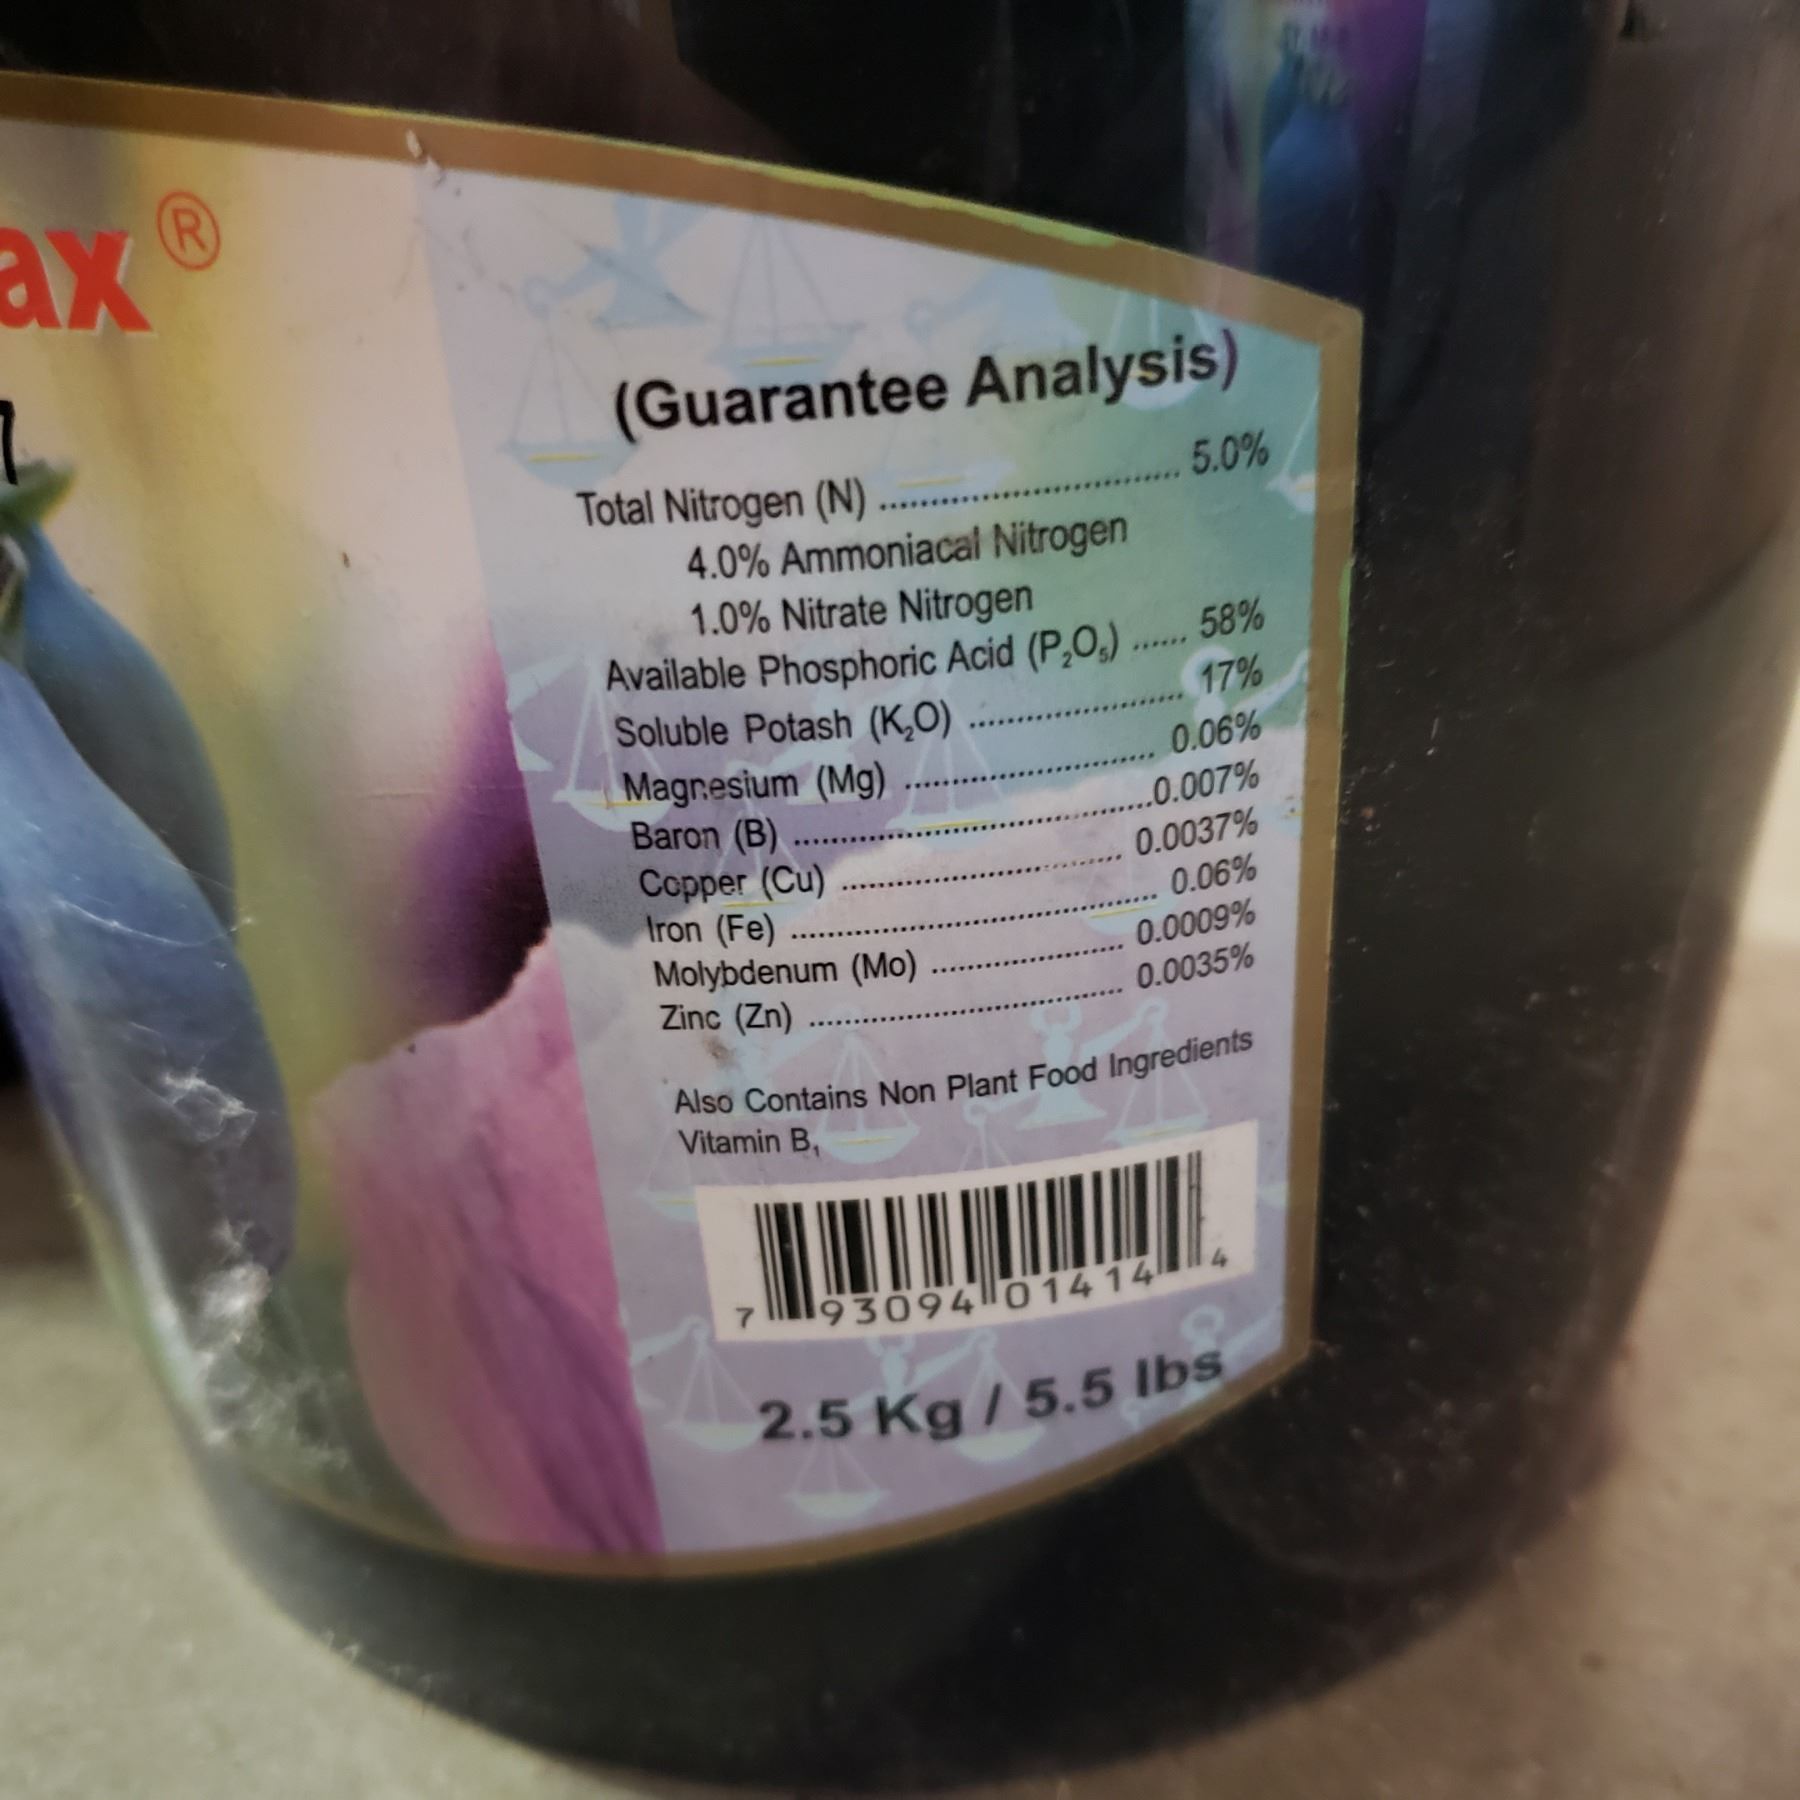 ax®
7
(Guarantee Analysis)
Total Nitrogen (N) .............................. 5.0%
4.0% Ammoniacal Nitrogen
1.0% Nitrate Nitrogen
Available Phosphoric Acid (P₂O₅) ...... 58%
Soluble Potash (K₂O) ...................... 17%
Magnesium (Mg) .......................... 0.06%
Baron (B) .....................................0.007%
Copper (Cu) .............................. 0.0037%
Iron (Fe) ...................................... 0.06%
Molybdenum (Mo) .................... 0.0009%
Zinc (Zn) ................................. 0.0035%
Also Contains Non Plant Food Ingredients
Vitamin B₁
7 93094 01414 4
2.5 Kg / 5.5 lbs